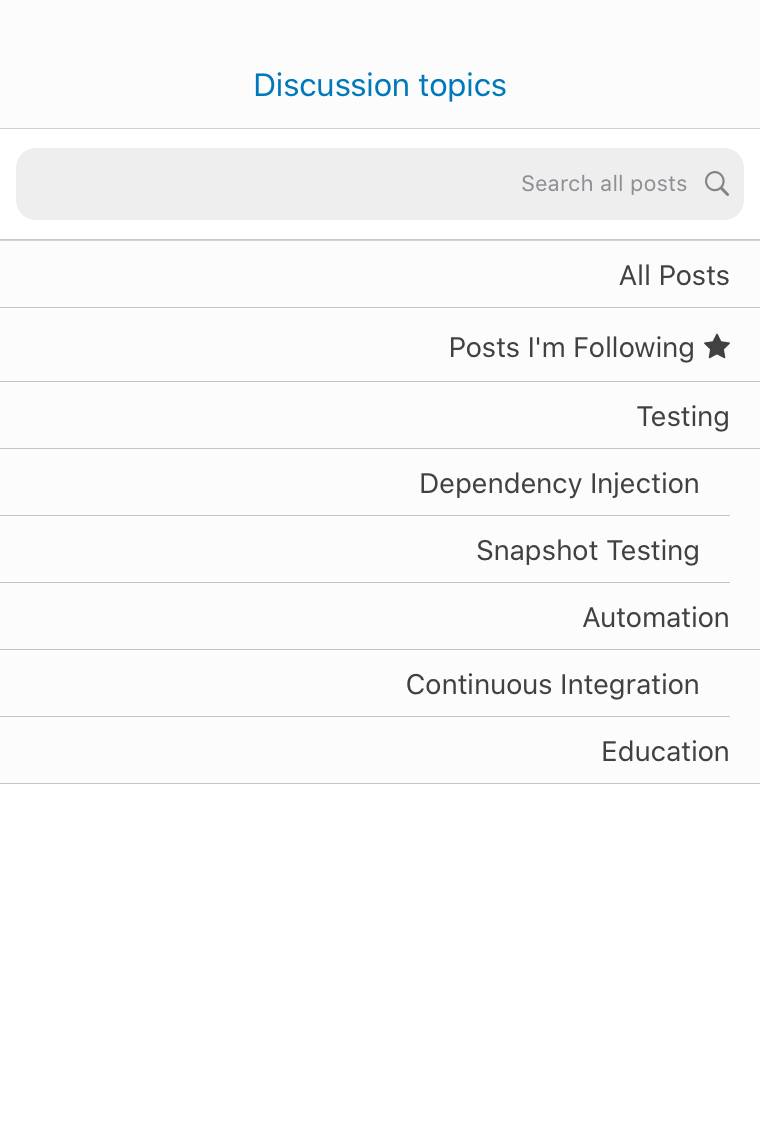 Discussion topics
Search all posts
All Posts
Posts I'm Following
Testing
Dependency Injection
Snapshot Testing
Automation
Continuous Integration
Education